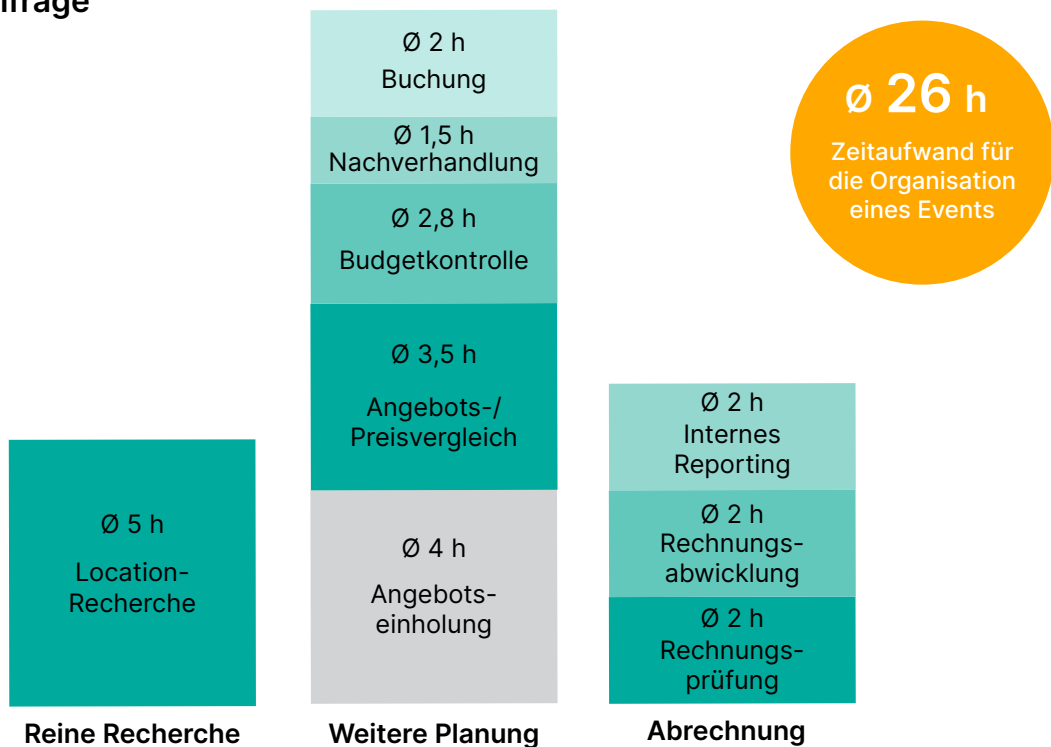 Ø 2 h
Buchung
Ø 1,5 h
Nachverhandlung
Ø 2,8 h
Budgetkontrolle
Ø 3,5 h
Angebots-/
Preisvergleich
Ø 4 h
Angebots-
einholung
Ø 5 h
Location-
Recherche
Ø 2 h
Internes
Reporting
Ø 2 h
Rechnungs-
abwicklung
Ø 2 h
Rechnungs-
prüfung
Reine Recherche
Weitere Planung
Abrechnung
Ø 26 h
Zeitaufwand für
die Organisation
eines Events